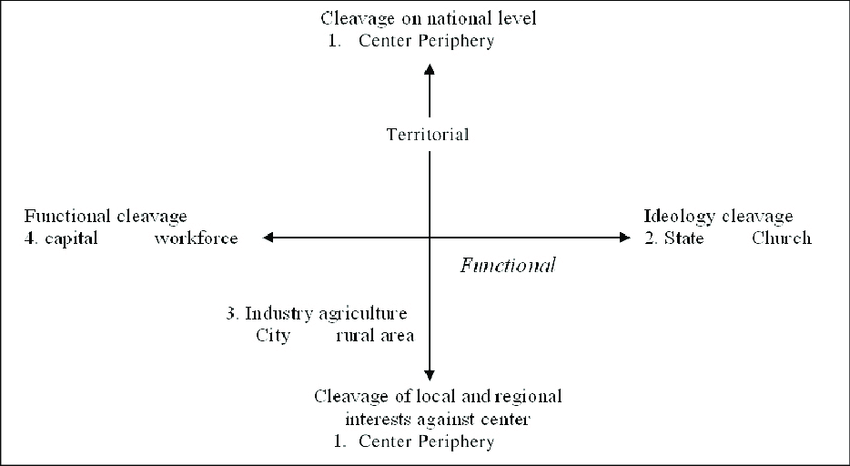 Cleavage on national level
1. Center Periphery
Territorial
Functional cleavage
4. capital workforce
Ideology cleavage
2. State Church
Functional
3. Industry agriculture
City rural area
Cleavage of local and regional
interests against center
1. Center Periphery